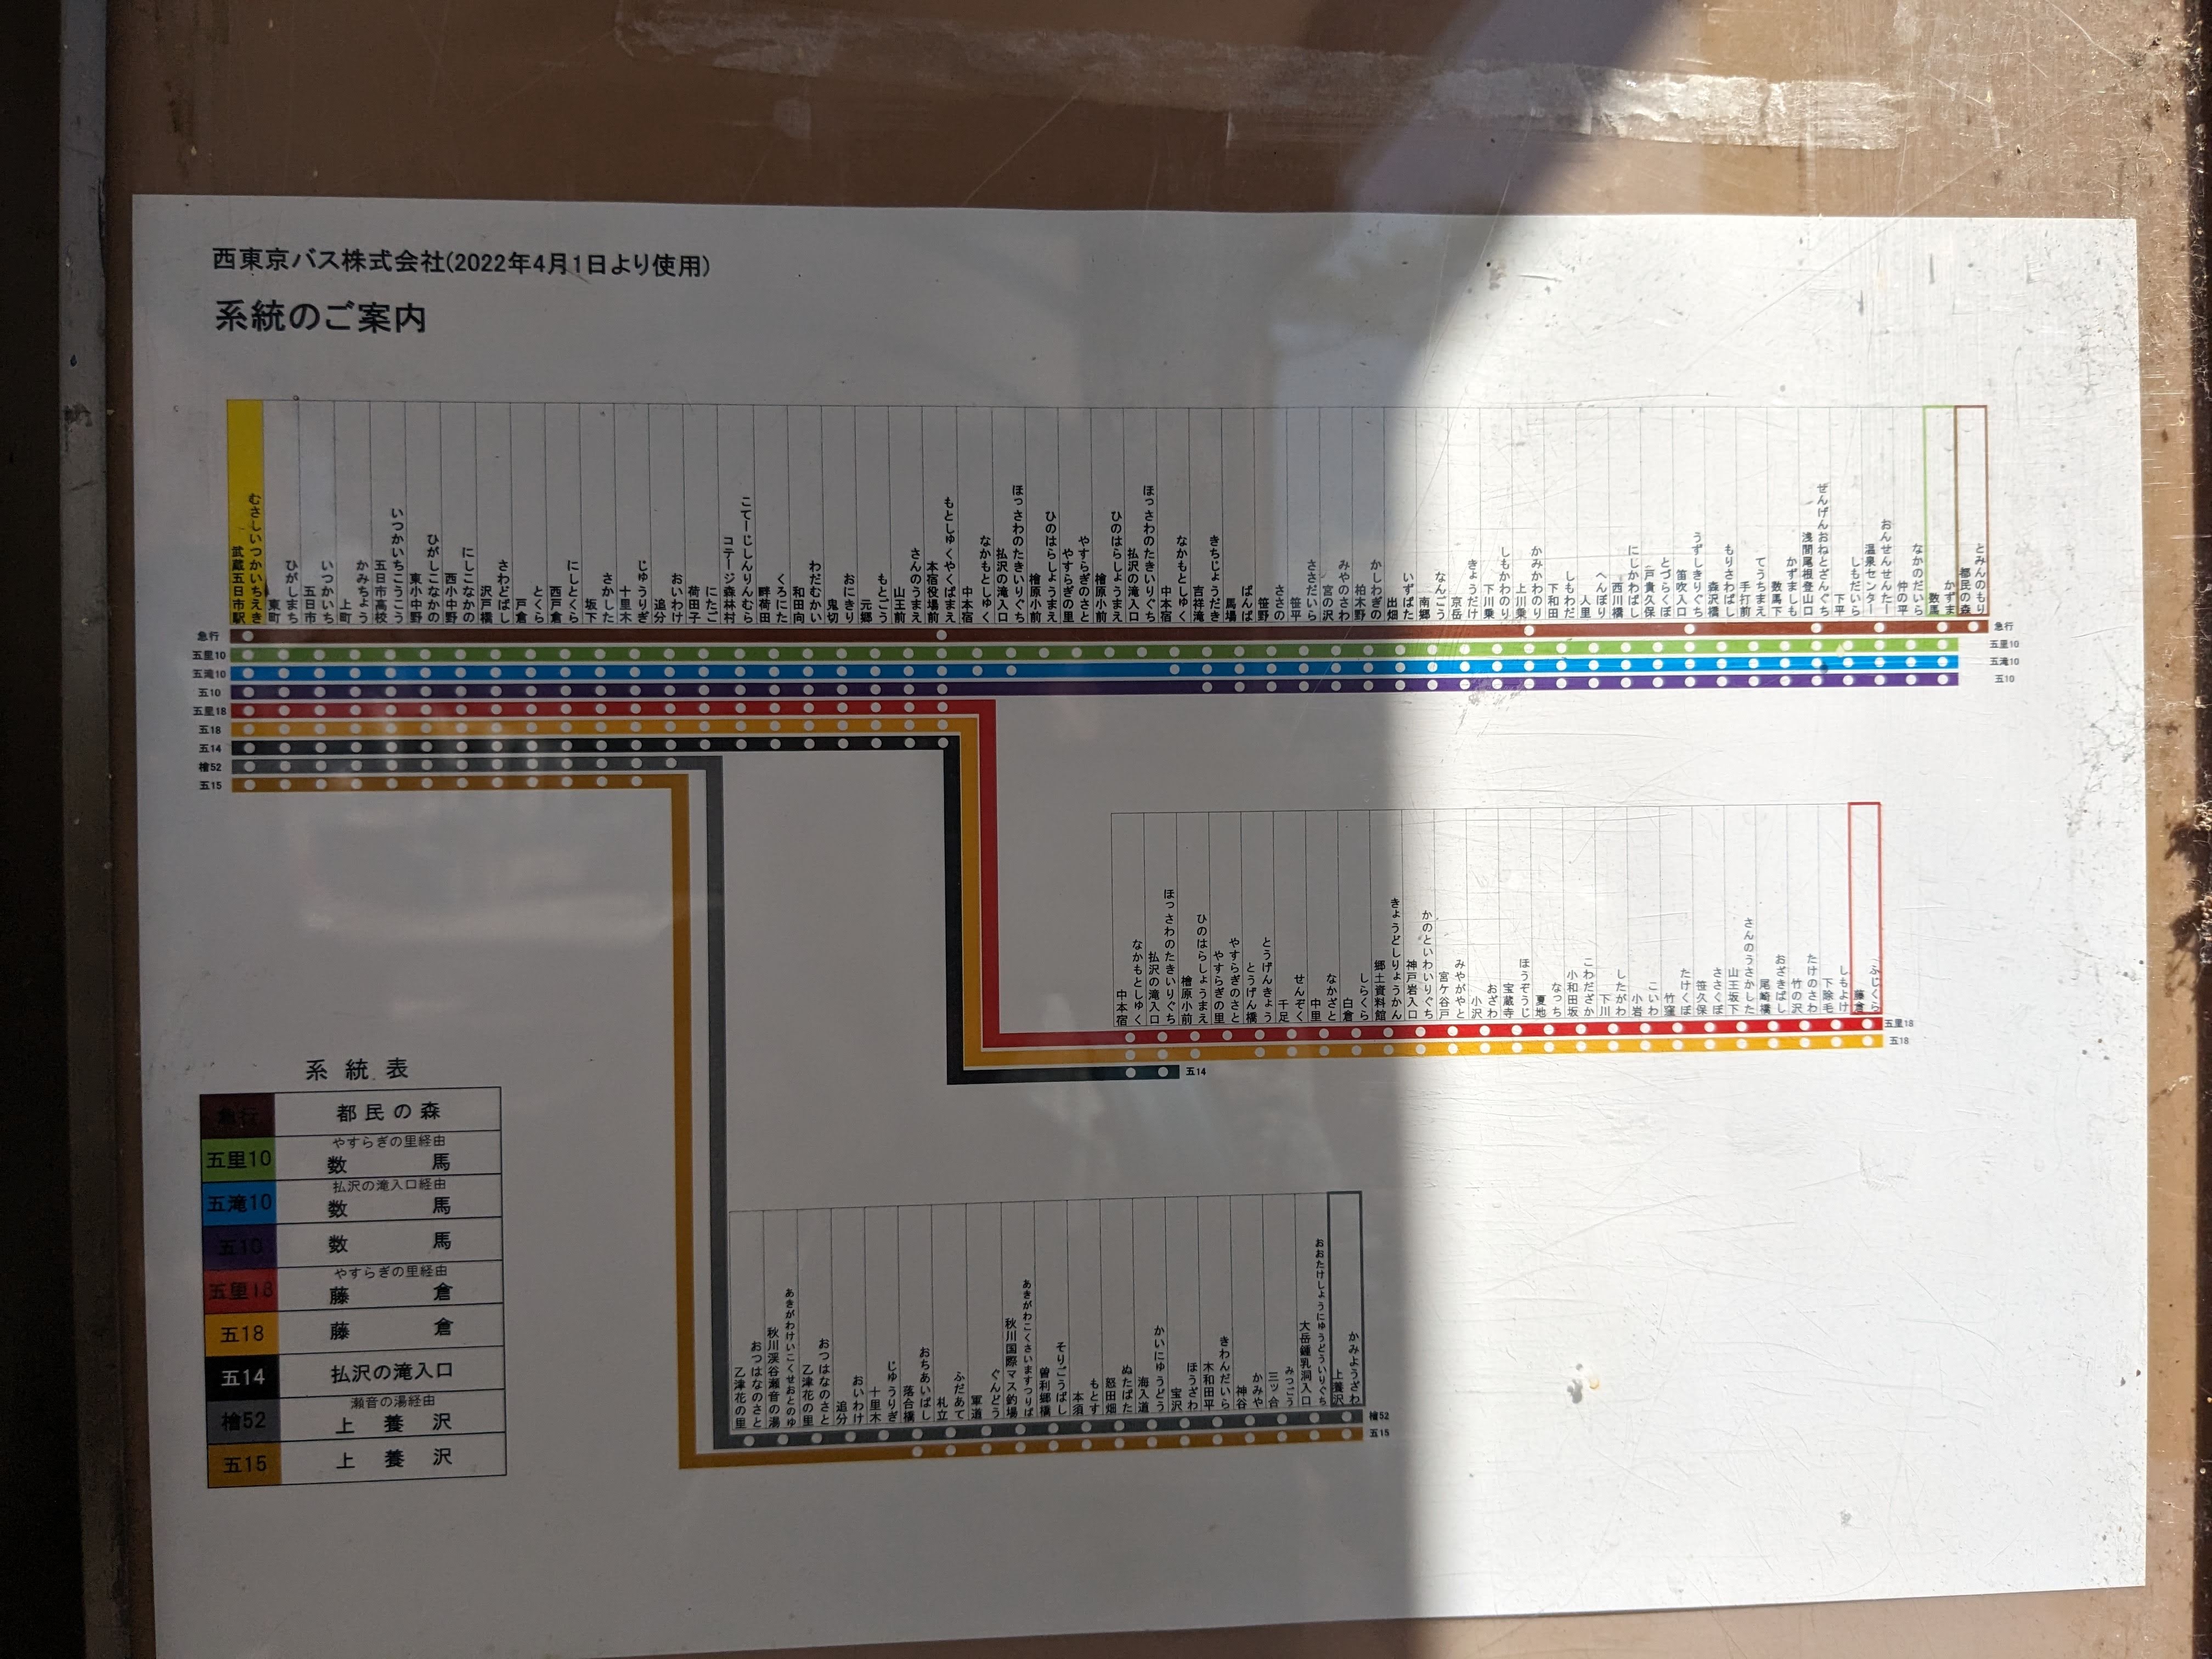 西東京バス株式会社(2022年4月1日より使用)
系統のご案内
武蔵五日市駅 むさしいつかいちえき
東町 ひがしまち
五日市 いつかいち
上町 かみちょう
五日市高校 いつかいちこうこう
東小中野 ひがしこなかの
西小中野 にしこなかの
沢戸橋 さわどばし
戸倉 とくら
西戸倉 にしとくら
坂下 さかした
十里木 じゅうりぎ
追分 おいわけ
荷田子 にたご
コテージ森林村 こてーじしんりんむら
畔荷田 くろにた
和田向 わだむかい
鬼切 おにきり
元郷 もとごう
山王前 さんのうまえ
本宿役場前 もとしゅくやくばまえ
中本宿 なかもとしゅく
払沢の滝入口 ほっさわのたきいりぐち
檜原小前 ひのはらしょうまえ
やすらぎの里 やすらぎのさと
檜原小前 ひのはらしょうまえ
払沢の滝入口 ほっさわのたきいりぐち
中本宿 なかもとしゅく
吉祥滝 きちじょうだき
馬場 ばんば
笹野 ささの
笹平 ささだいら
宮の沢 みやのさわ
柏木野 かしわぎの
出畑 いずばた
南郷 なんごう
京岳 きょうだけ
下川乗 しもかわのり
上川乗 かみかわのり
下和田 しもわだ
人里 へんぼり
西川橋 にしかわばし
戸貫久保 とづらくぼ
笛吹入口 うずしきりぐち
森沢橋 もりさわばし
手打前 てうちまえ
数馬下 かずましも
浅間尾根登山口 せんげんおねとざんぐち
下平 しもだいら
温泉センター おんせんせんたー
仲の平 なかのだいら
数馬 かずま
都民の森 とみんのもり
急行 急行
五里10 五里10
五滝10 五滝10
五10 五10
五里18
五18
五14
檜52
五15
中本宿 なかもとしゅく
払沢の滝入口 ほっさわのたきいりぐち
檜原小前 ひのはらしょうまえ
やすらぎの里 やすらぎのさと
とうげん橋 とうげんきょう
千足 せんぞく
中里 なかざと
白倉 しらくら
郷土資料館 きょうどしりょうかん
神戸岩入口 かのといわいりぐち
宮ケ谷戸 みやがやと
小沢 おざわ
宝蔵寺 ほうぞうじ
夏地 なつち
小和田坂 こわだざか
下川 したがわ
小岩 こいわ
竹窪 たけくぼ
笹久保 ささくぼ
山王坂下 さんのうさかした
尾崎橋 おざきばし
竹の沢 たけのさわ
下除毛 しもよけ
藤倉 ふじくら
五里18
五18
五14
乙津花の里 おつはなのさと
秋川渓谷瀬音の湯 あきがわけいこくせおとのゆ
乙津花の里 おつはなのさと
追分 おいわけ
十里木 じゅうりぎ
落合橋 おちあいばし
札立 ふだあて
軍道 ぐんどう
秋川国際マス釣場 あきがわこくさいますつりば
曽利郷橋 そりごうばし
本須 もとす
怒田畑 ぬたばた
海入道 かいにゅうどう
宝沢 ほうざわ
木和田平 きわんだいら
神谷 かみや
三ッ合 みつごう
大岳鍾乳洞入口 おおたけしょうにゅうどういりぐち
上養沢 かみようざわ
檜52
五15
系統表
急行 都民の森
五里10 やすらぎの里経由 数馬
五滝10 払沢の滝入口経由 数馬
五10 数馬
五里18 やすらぎの里経由 藤倉
五18 藤倉
五14 払沢の滝入口
檜52 瀬音の湯経由 上養沢
五15 上養沢